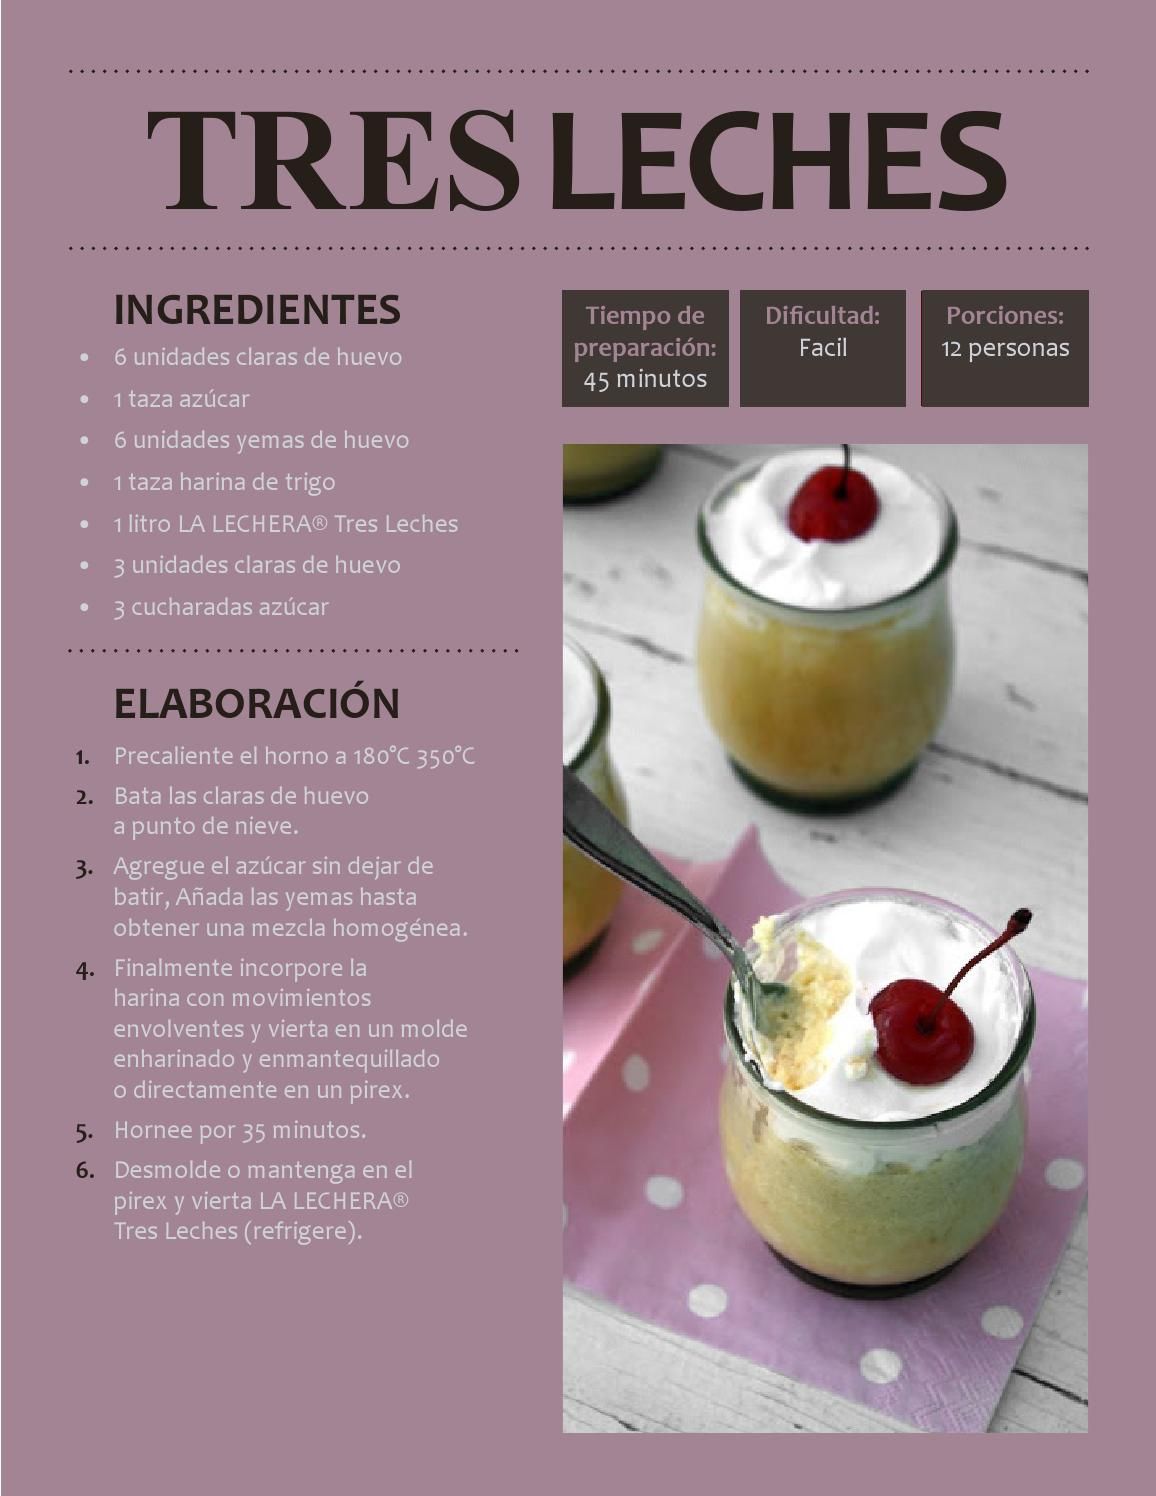 TRES LECHES
INGREDIENTES
• 6 unidades claras de huevo
• 1 taza azúcar
• 6 unidades yemas de huevo
• 1 taza harina de trigo
• 1 litro LA LECHERA® Tres Leches
• 3 unidades claras de huevo
• 3 cucharadas azúcar
ELABORACIÓN
1. Precaliente el horno a 180°C 350°C
2. Bata las claras de huevo
a punto de nieve.
3. Agregue el azúcar sin dejar de
batir, Añada las yemas hasta
obtener una mezcla homogénea.
4. Finalmente incorpore la
harina con movimientos
envolventes y vierta en un molde
enharinado y enmantequillado
o directamente en un pirex.
5. Hornee por 35 minutos.
6. Desmolde o mantenga en el
pirex y vierta LA LECHERA®
Tres Leches (refrigere).
Tiempo de
preparación:
45 minutos
Dificultad:
Facil
Porciones:
12 personas